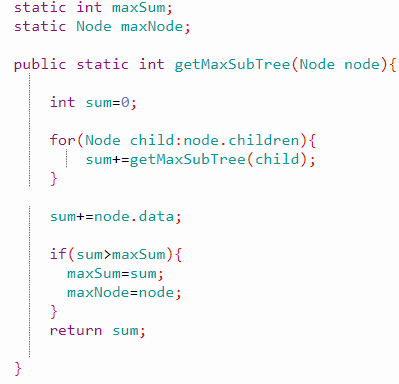 static int maxSum;
static Node maxNode;
public static int getMaxSubTree(Node node){
int sum=0;
for(Node child:node.children){
sum+=getMaxSubTree(child);
}
sum+=node.data;
if(sum>maxSum){
maxSum=sum;
maxNode=node;
}
return sum;
}